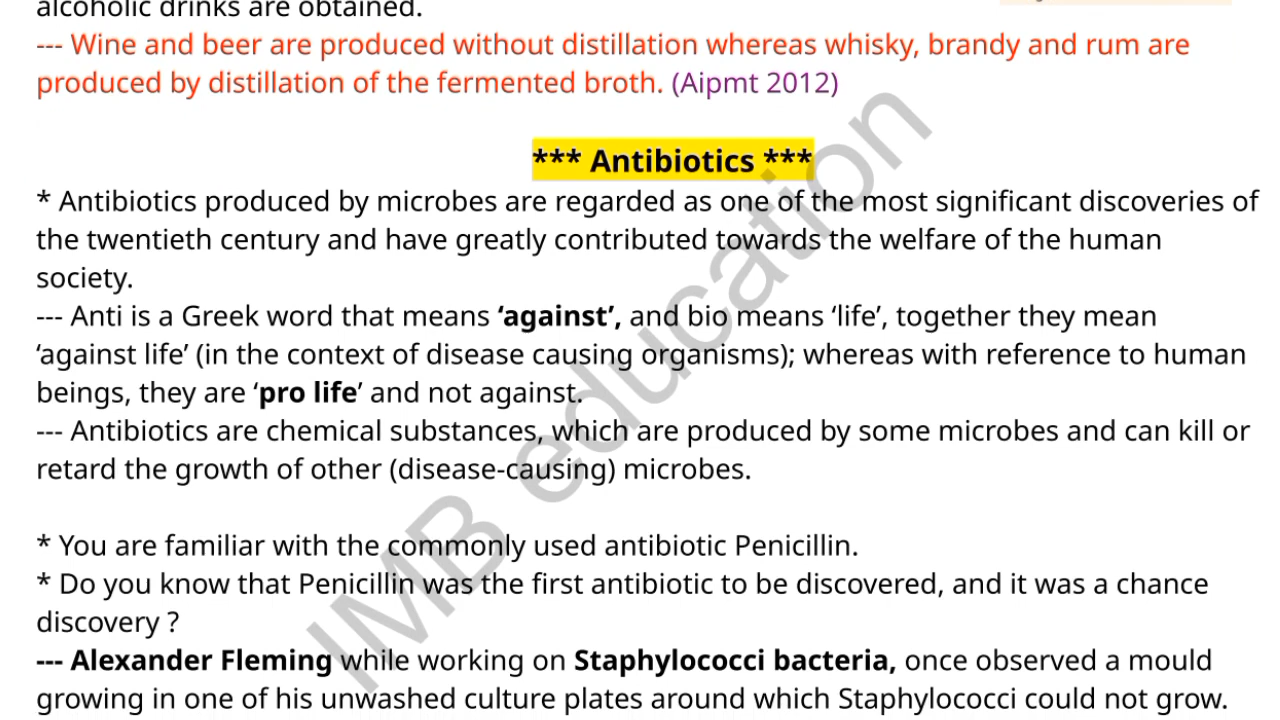 alcoholic drinks are obtained.
--- Wine and beer are produced without distillation whereas whisky, brandy and rum are
produced by distillation of the fermented broth. (Aipmt 2012)
*** Antibiotics ***
* Antibiotics produced by microbes are regarded as one of the most significant discoveries of
the twentieth century and have greatly contributed towards the welfare of the human
society.
--- Anti is a Greek word that means ‘against’, and bio means ‘life’, together they mean
‘against life’ (in the context of disease causing organisms); whereas with reference to human
beings, they are ‘pro life’ and not against.
--- Antibiotics are chemical substances, which are produced by some microbes and can kill or
retard the growth of other (disease-causing) microbes.
* You are familiar with the commonly used antibiotic Penicillin.
* Do you know that Penicillin was the first antibiotic to be discovered, and it was a chance
discovery ?
--- Alexander Fleming while working on Staphylococci bacteria, once observed a mould
growing in one of his unwashed culture plates around which Staphylococci could not grow.
IMB education